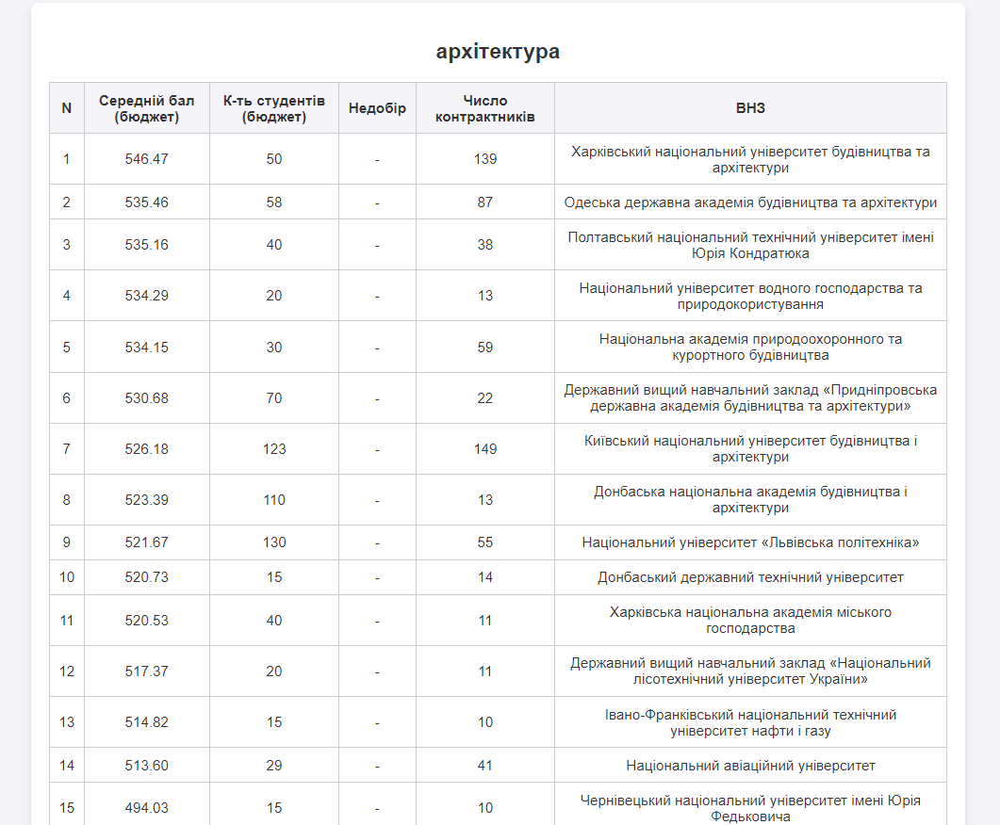 архітектура
N Середній бал (бюджет) К-ть студентів (бюджет) Недобір Число контрактників ВНЗ
1 546.47 50 - 139 Харківський національний університет будівництва та архітектури
2 535.46 58 - 87 Одеська державна академія будівництва та архітектури
3 535.16 40 - 38 Полтавський національний технічний університет імені Юрія Кондратюка
4 534.29 20 - 13 Національний університет водного господарства та природокористування
5 534.15 30 - 59 Національна академія природоохоронного та курортного будівництва
6 530.68 70 - 22 Державний вищий навчальний заклад «Придніпровська державна академія будівництва та архітектури»
7 526.18 123 - 149 Київський національний університет будівництва і архітектури
8 523.39 110 - 13 Донбаська національна академія будівництва і архітектури
9 521.67 130 - 55 Національний університет «Львівська політехніка»
10 520.73 15 - 14 Донбаський державний технічний університет
11 520.53 40 - 11 Харківська національна академія міського господарства
12 517.37 20 - 11 Державний вищий навчальний заклад «Національний лісотехнічний університет України»
13 514.82 15 - 10 Івано-Франківський національний технічний університет нафти і газу
14 513.60 29 - 41 Національний авіаційний університет
15 494.03 15 - 10 Чернівецький національний університет імені Юрія Федьковича